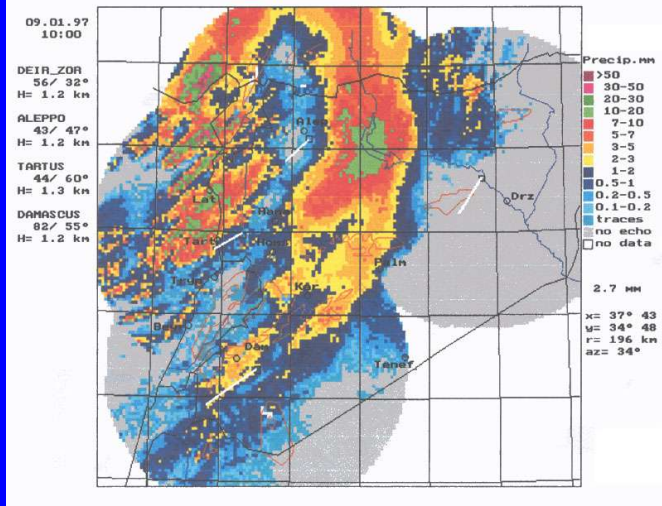 09.01.97
10:00
DEIR_ZOR
56/ 32°
H= 1.2 km
ALEPPO
43/ 47°
H= 1.2 km
TARTUS
44/ 60°
H= 1.3 km
DAMASCUS
82/ 55°
H= 1.2 km
Precip.мм
>50
30-50
20-30
10-20
7-10
5-7
3-5
2-3
1-2
0.5-1
0.2-0.5
0.1-0.2
traces
no echo
no data
2.7 мм
x= 37° 43
y= 34° 48
r= 196 km
az= 34°
Drz
Palm
Kar
Dam
Tenef